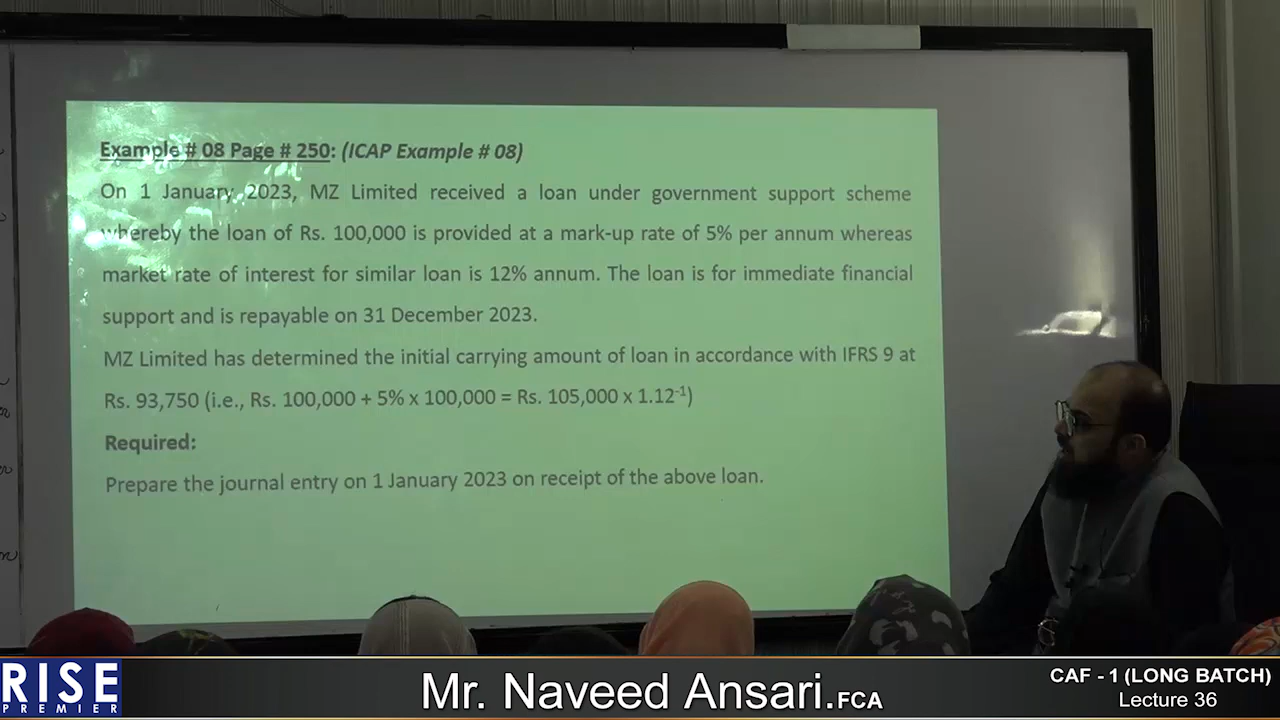 Example # 08 Page # 250: (ICAP Example # 08)
On 1 January 2023, MZ Limited received a loan under government support scheme
whereby the loan of Rs. 100,000 is provided at a mark-up rate of 5% per annum whereas
market rate of interest for similar loan is 12% annum. The loan is for immediate financial
support and is repayable on 31 December 2023.
MZ Limited has determined the initial carrying amount of loan in accordance with IFRS 9 at
Rs. 93,750 (i.e., Rs. 100,000 + 5% x 100,000 = Rs. 105,000 x 1.12⁻¹)
Required:
Prepare the journal entry on 1 January 2023 on receipt of the above loan.
RISE
PREMIER
Mr. Naveed Ansari.FCA
CAF - 1 (LONG BATCH)
Lecture 36